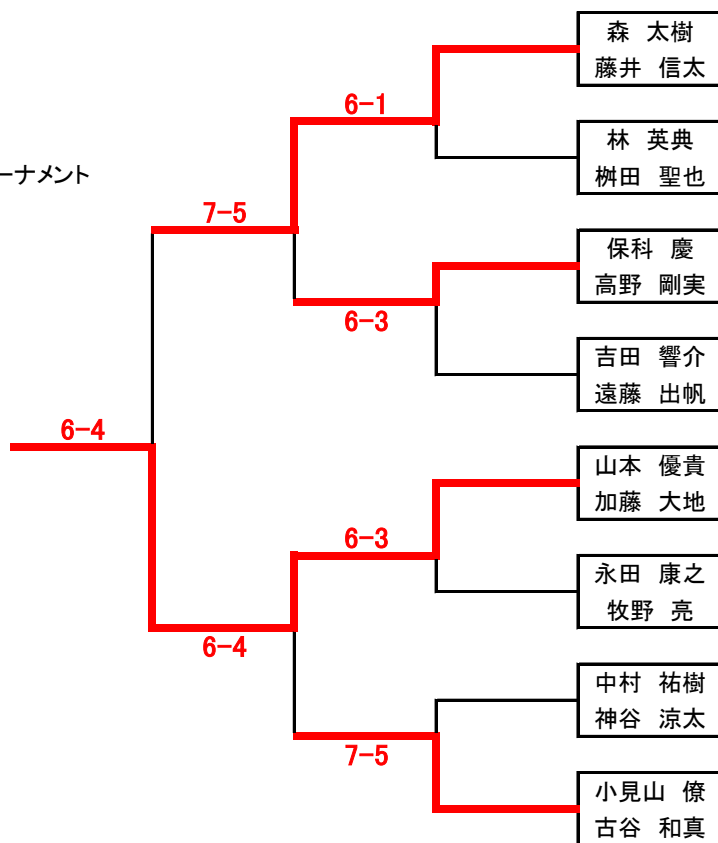 森 太樹
藤井 信太
6-1
林 英典
桝田 聖也
ーナメント
7-5
保科 慶
高野 剛実
6-3
吉田 響介
遠藤 出帆
6-4
山本 優貴
加藤 大地
6-3
永田 康之
牧野 亮
6-4
中村 祐樹
神谷 涼太
7-5
小見山 僚
古谷 和真